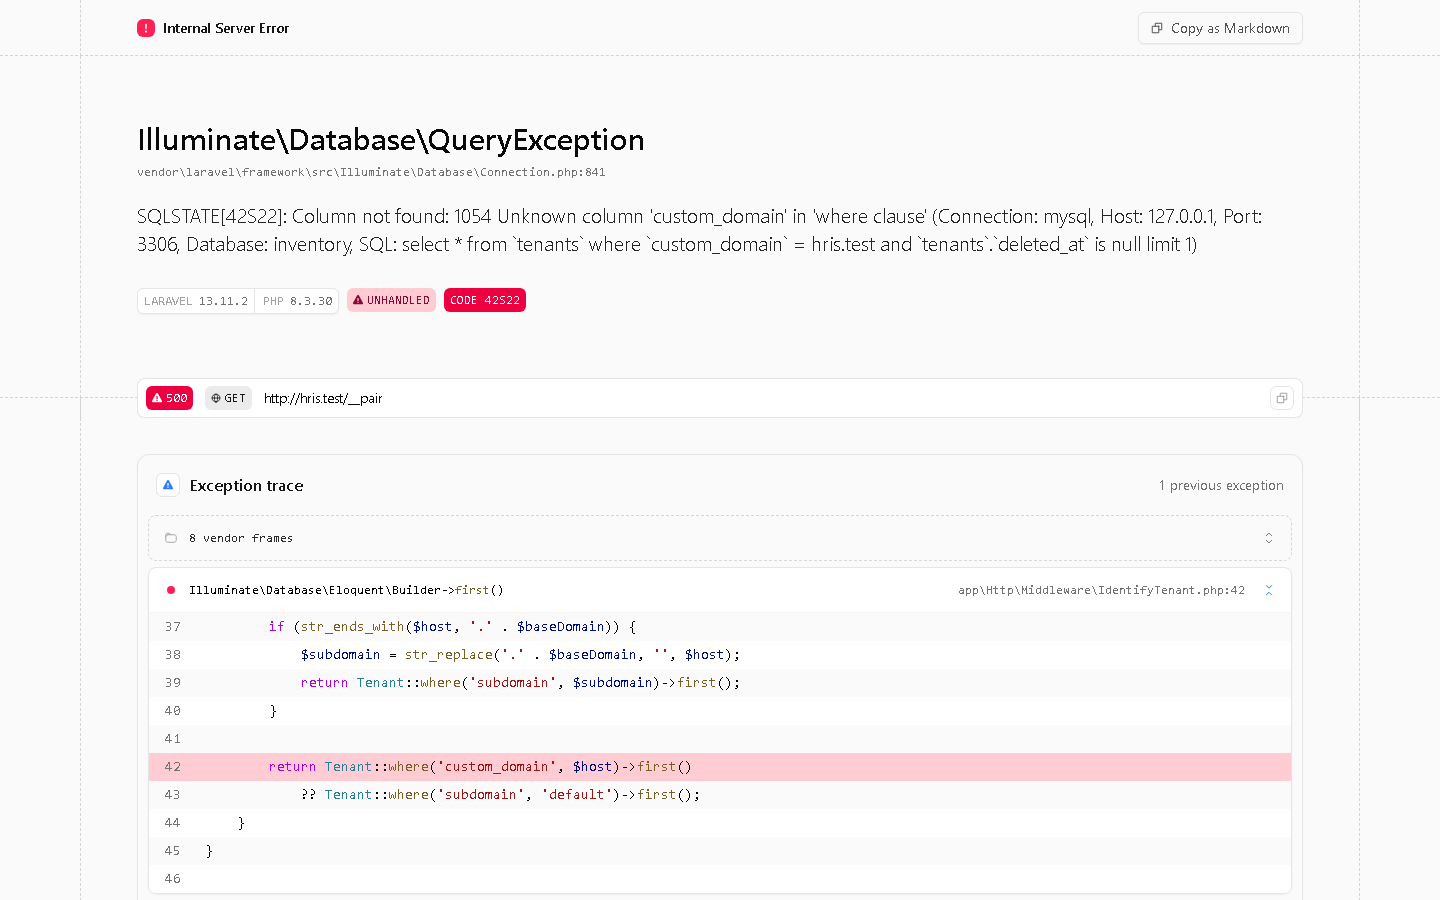 ! Internal Server Error
Copy as Markdown
Illuminate\Database\QueryException
vendor\laravel\framework\src\Illuminate\Database\Connection.php:841
SQLSTATE[42S22]: Column not found: 1054 Unknown column 'custom_domain' in 'where clause' (Connection: mysql, Host: 127.0.0.1, Port:
3306, Database: inventory, SQL: select * from `tenants` where `custom_domain` = hris.test and `tenants`.`deleted_at` is null limit 1)
LARAVEL 13.11.2 PHP 8.3.30 UNHANDLED CODE 42S22
500 GET http://hris.test/__pair
Exception trace
1 previous exception
8 vendor frames
Illuminate\Database\Eloquent\Builder->first()
app\Http\Middleware\IdentifyTenant.php:42
37 if (str_ends_with($host, '.' . $baseDomain)) {
38 $subdomain = str_replace('.' . $baseDomain, '', $host);
39 return Tenant::where('subdomain', $subdomain)->first();
40 }
41
42 return Tenant::where('custom_domain', $host)->first()
43 ?? Tenant::where('subdomain', 'default')->first();
44 }
45 }
46